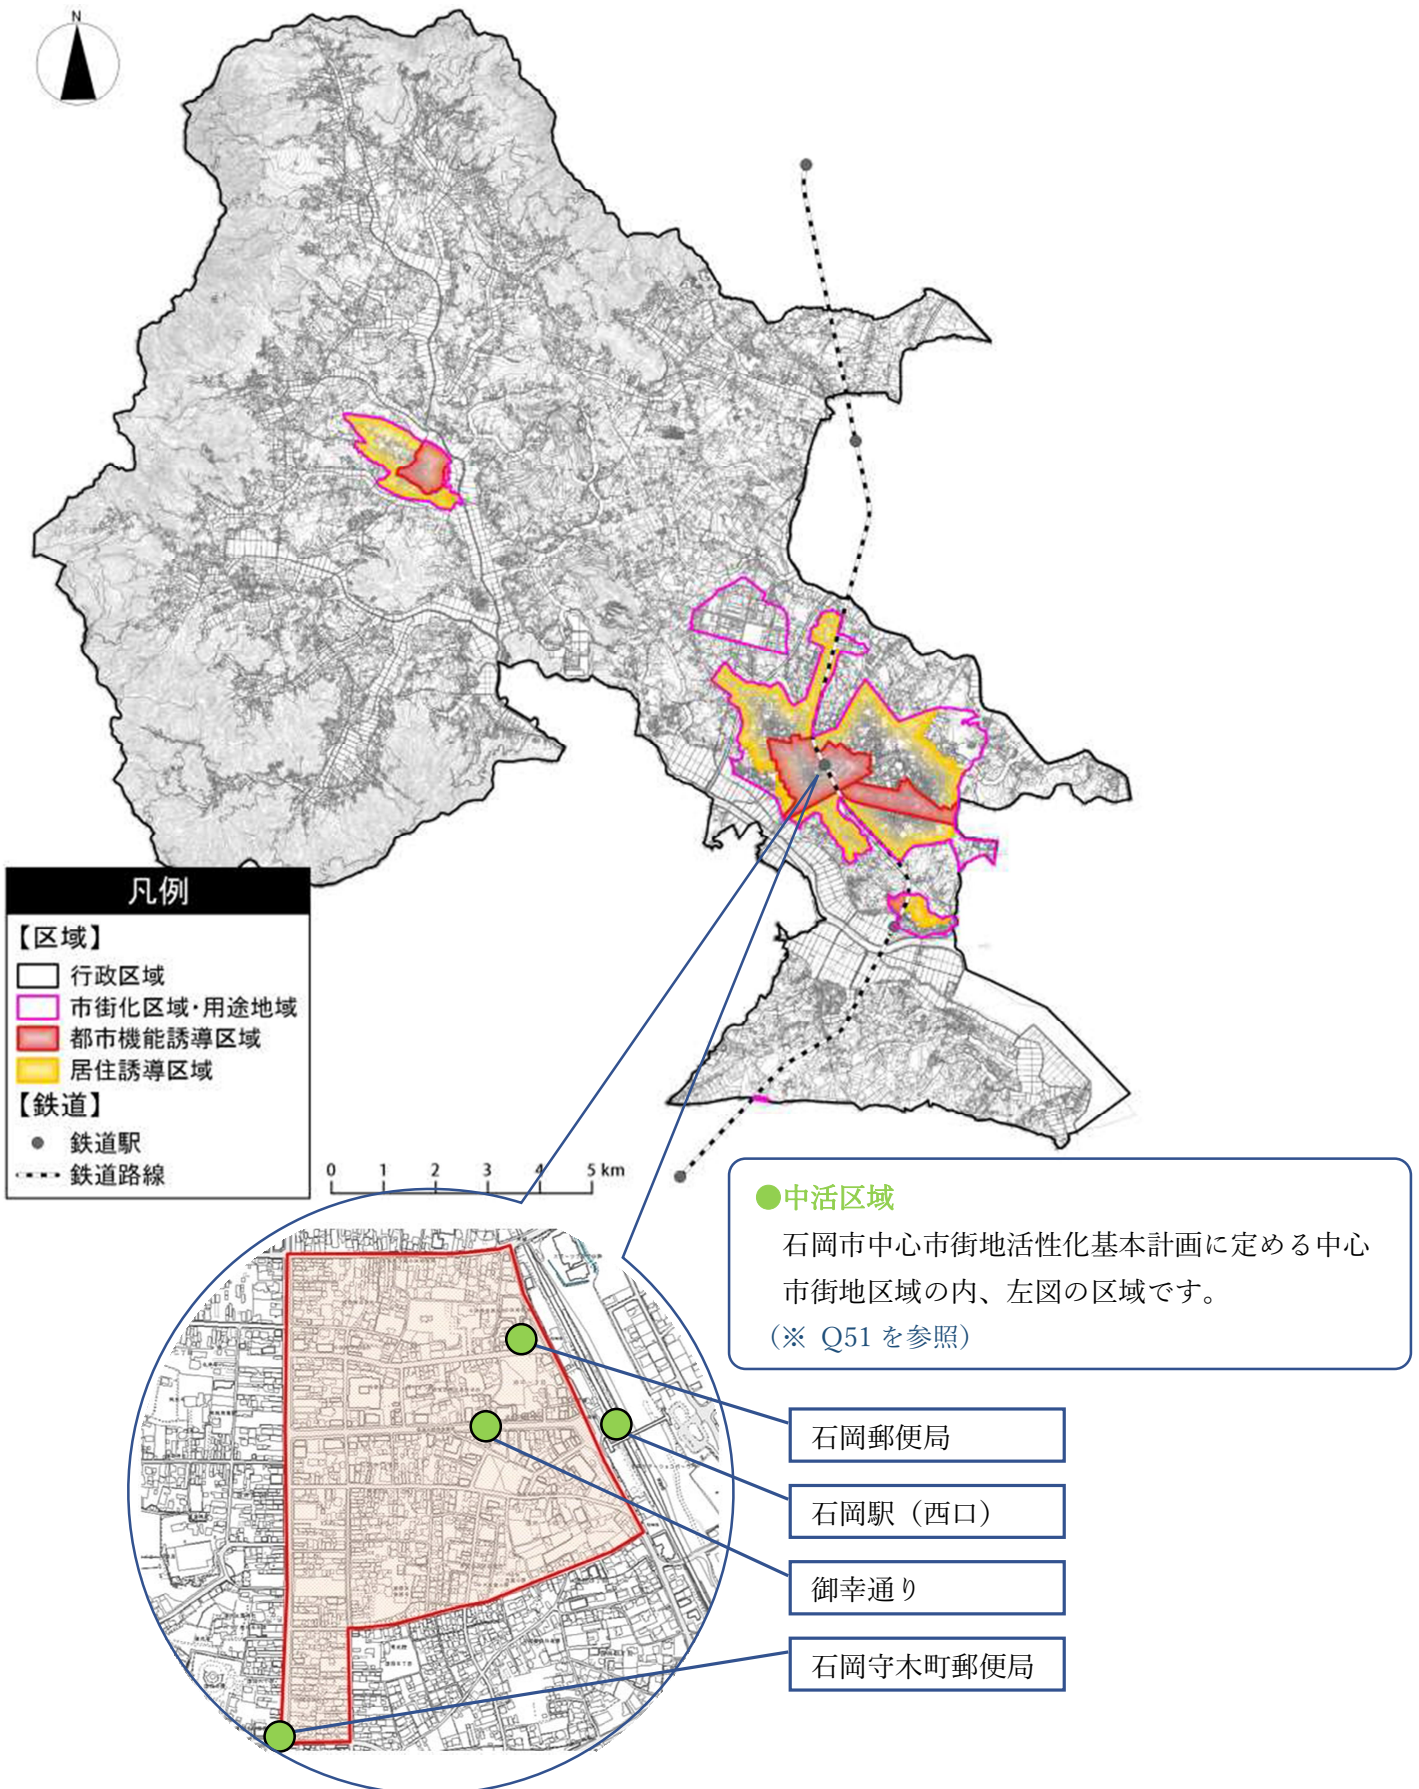 N
凡例
【区域】
行政区域
市街化区域・用途地域
都市機能誘導区域
居住誘導区域
【鉄道】
鉄道駅
鉄道路線
0 1 2 3 4 5 km
●中活区域
石岡市中心市街地活性化基本計画に定める中心
市街地区域の内、左図の区域です。
（※ Q51 を参照）
石岡郵便局
石岡駅（西口）
御幸通り
石岡守木町郵便局